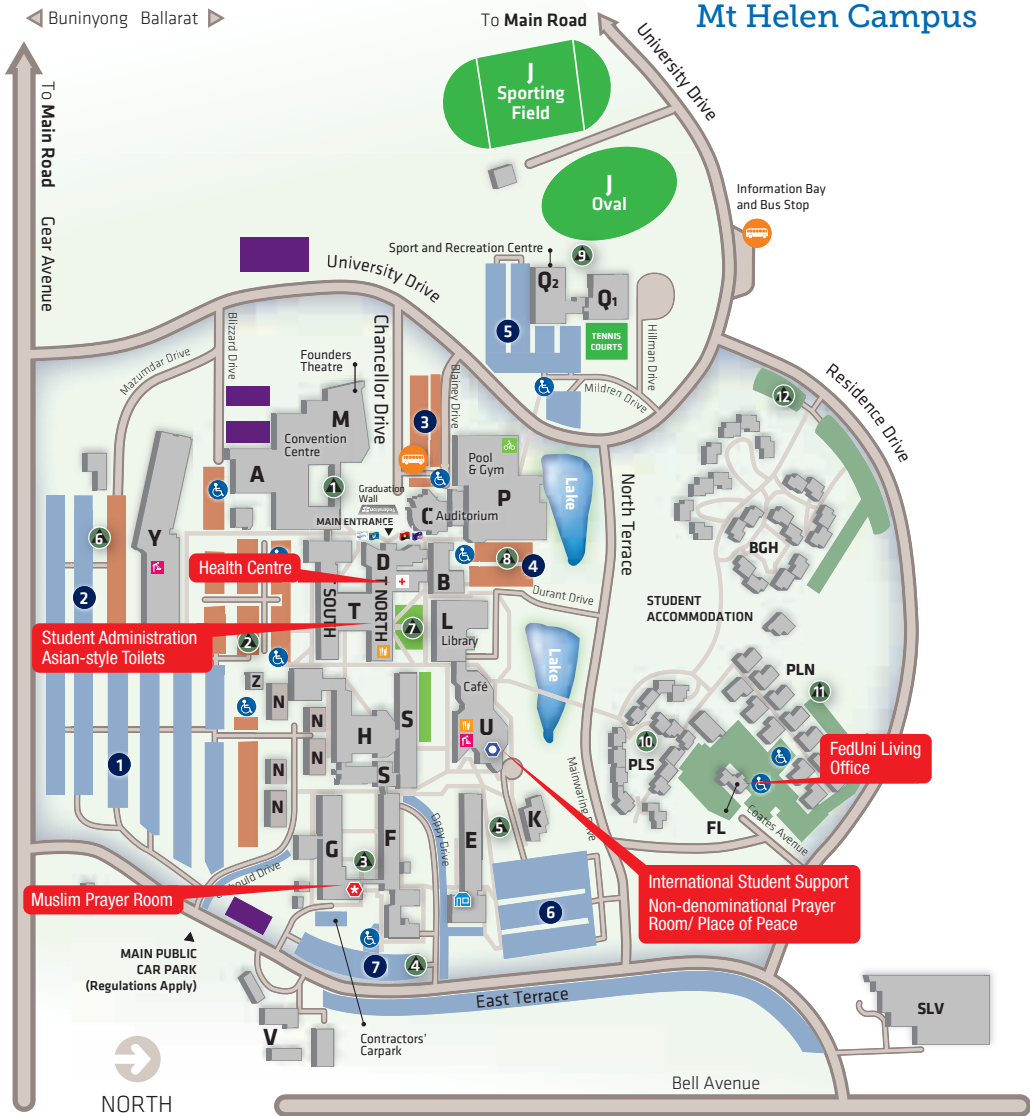 Buninyong Ballarat
To Main Road
Mt Helen Campus
University Drive
To Main Road
Gear Avenue
J
Sporting
Field
J
Oval
Information Bay
and Bus Stop
Sport and Recreation Centre
9
University Drive
Q2
Q1
5
TENNIS
COURTS
Hillman Drive
Blizzard Drive
Chancellor Drive
Founders
Theatre
Mazumdar Drive
Blainey Drive
Mildren Drive
Residence Drive
12
M
3
Convention
Centre
Pool
& Gym
A
1
Graduation
Wall
P
Lake
North Terrace
C
Auditorium
MAIN ENTRANCE
6
Y
BGH
D
8
4
Health Centre
B
2
SOUTH
T
T NORTH
Durant Drive
STUDENT
ACCOMMODATION
7
L
Library
Student Administration
Asian-style Toilets
2
Lake
Z
Café
PLN
11
N
N
S
U
H
10
PLS
FedUni Living
Office
1
N
N
S
N
Mainwaring Drive
FL
Coates Avenue
G
F
Oppy Drive
E
5
K
3
International Student Support
Non-denominational Prayer
Room/ Place of Peace
Muslim Prayer Room
6
MAIN PUBLIC
CAR PARK
(Regulations Apply)
7
4
East Terrace
SLV
V
Contractors'
Carpark
NORTH
Bell Avenue